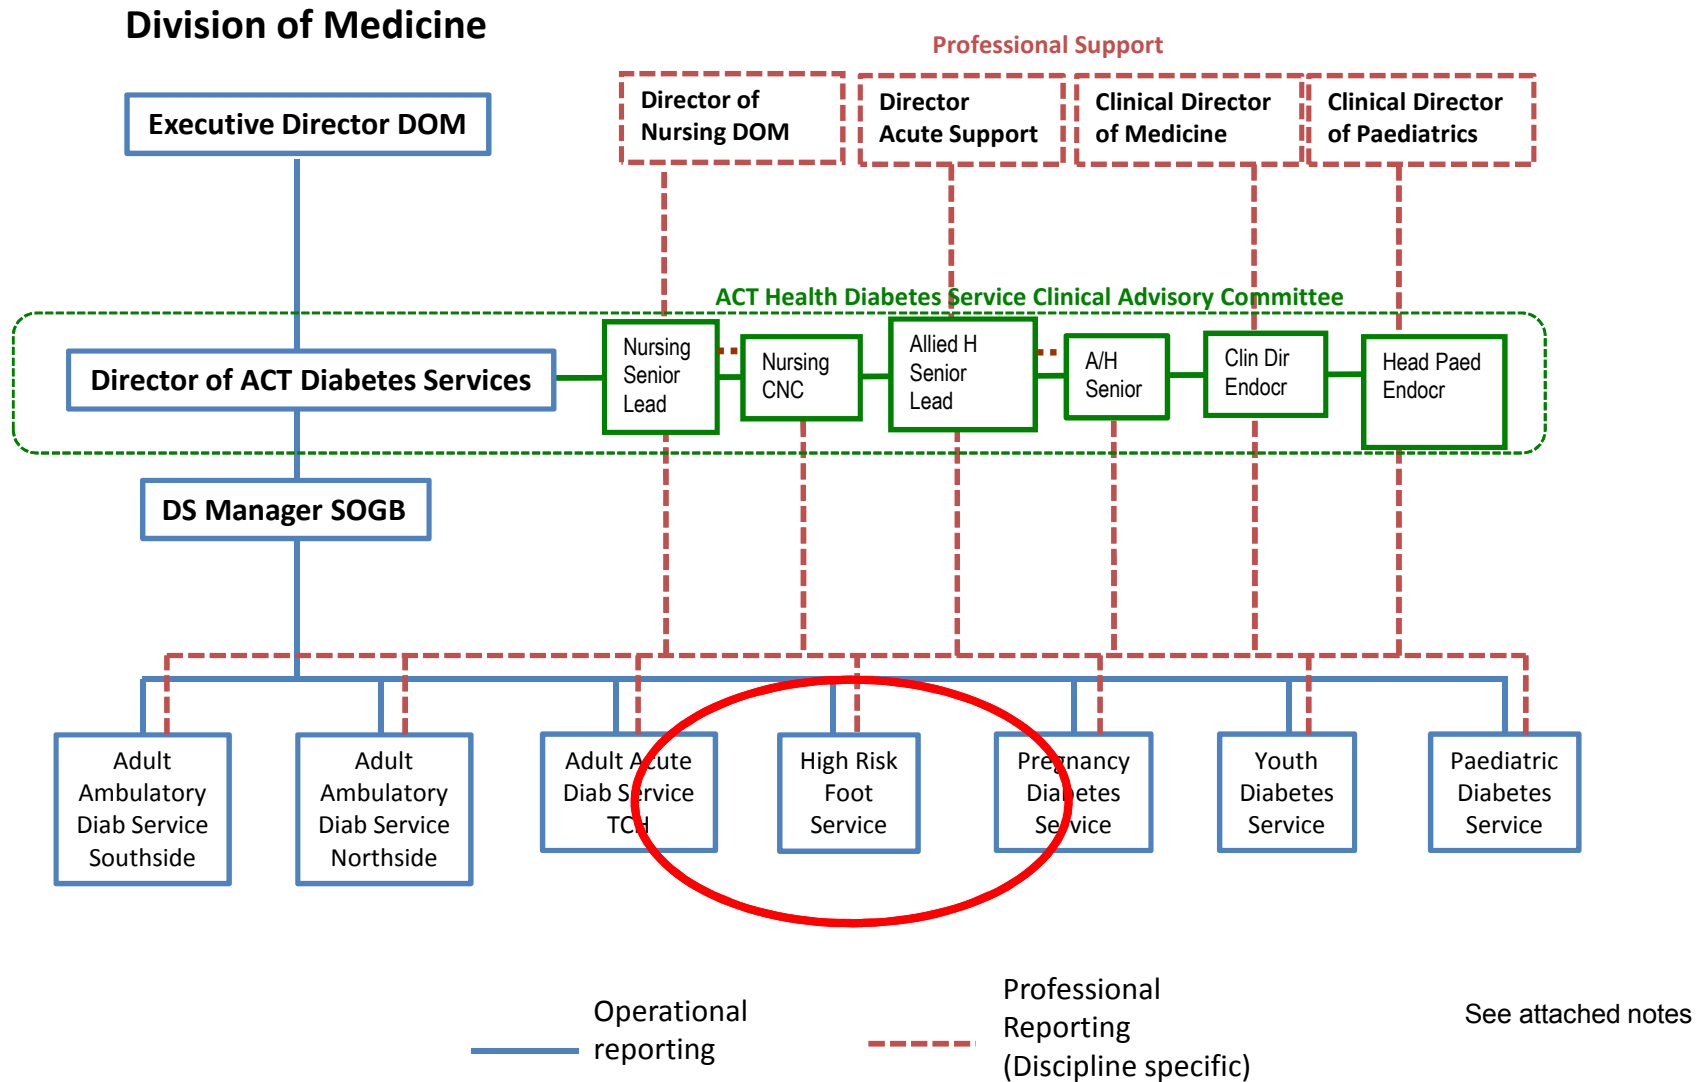 Division of Medicine
Professional Support
Executive Director DOM
Director of
Nursing DOM
Director
Acute Support
Clinical Director
of Medicine
Clinical Director
of Paediatrics
ACT Health Diabetes Service Clinical Advisory Committee
Director of ACT Diabetes Services
Nursing
Senior
Lead
Nursing
CNC
Allied H
Senior
Lead
A/H
Senior
Clin Dir
Endocr
Head Paed
Endocr
DS Manager SOGB
Adult
Ambulatory
Diab Service
Southside
Adult
Ambulatory
Diab Service
Northside
Adult Acute
Diab Service
TCH
High Risk
Foot
Service
Pregnancy
Diabetes
Service
Youth
Diabetes
Service
Paediatric
Diabetes
Service
Operational
reporting
Professional
Reporting
(Discipline specific)
See attached notes